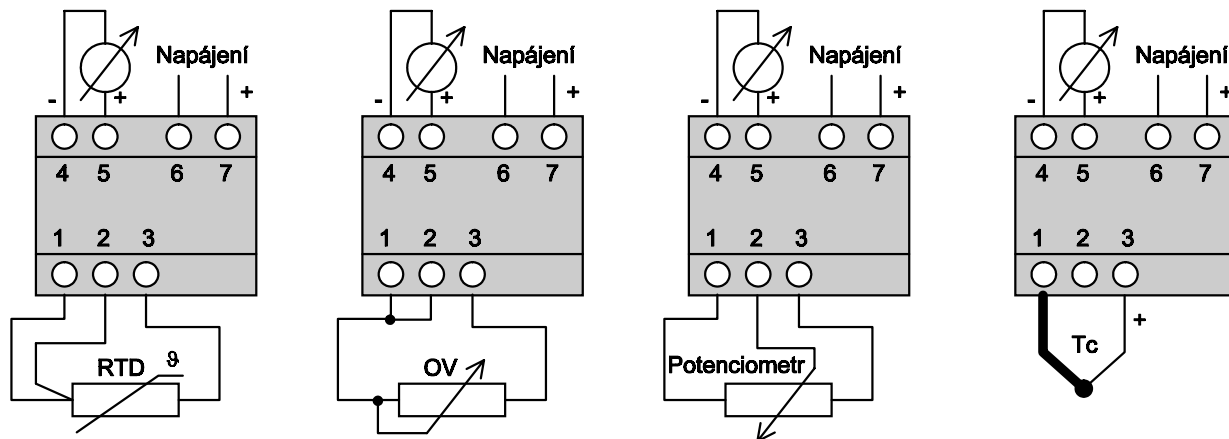 Napájení Napájení Napájení Napájení
- + + - + + - + + - + +
4 5 6 7 4 5 6 7 4 5 6 7 4 5 6 7
1 2 3 1 2 3 1 2 3 1 2 3
RTD ϑ OV Potenciometr Tc +